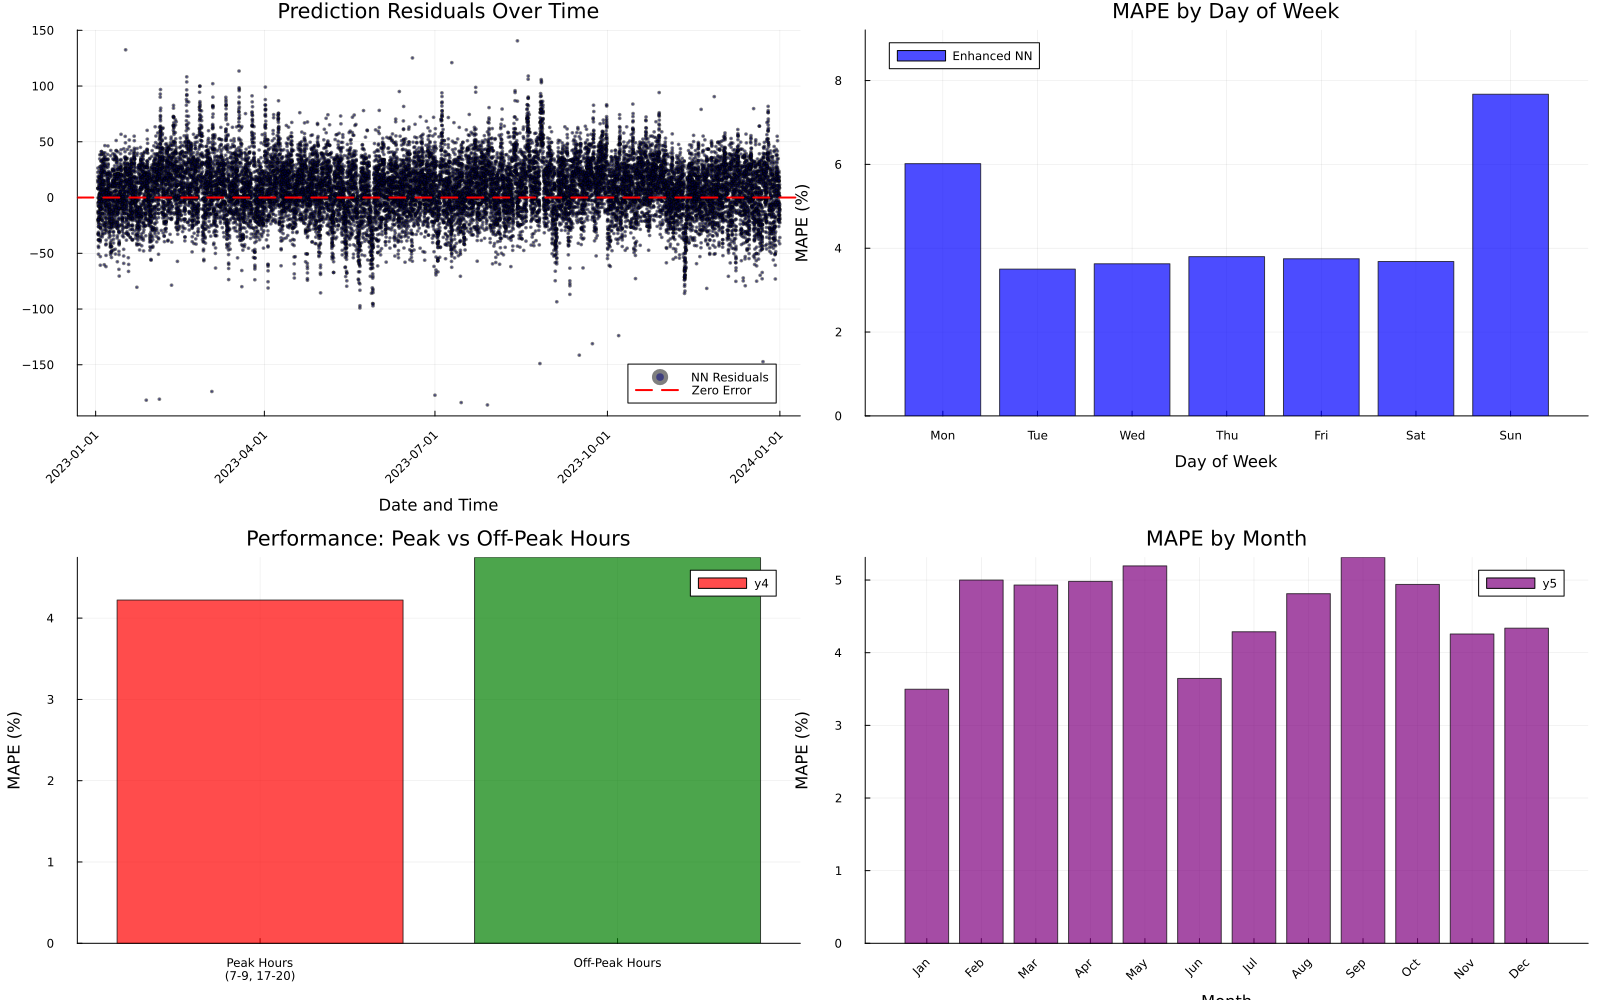 Prediction Residuals Over Time
150
100
50
0
−50
−100
−150
NN Residuals
Zero Error
2023-01-01
2023-04-01
2023-07-01
2023-10-01
2024-01-01
Date and Time
MAPE by Day of Week
MAPE (%)
8
6
4
2
0
Enhanced NN
Mon Tue Wed Thu Fri Sat Sun
Day of Week
Performance: Peak vs Off-Peak Hours
MAPE (%)
4
3
2
1
0
y4
Peak Hours
(7-9, 17-20)
Off-Peak Hours
MAPE by Month
MAPE (%)
5
4
3
2
1
0
y5
Jan Feb Mar Apr May Jun Jul Aug Sep Oct Nov Dec
Month